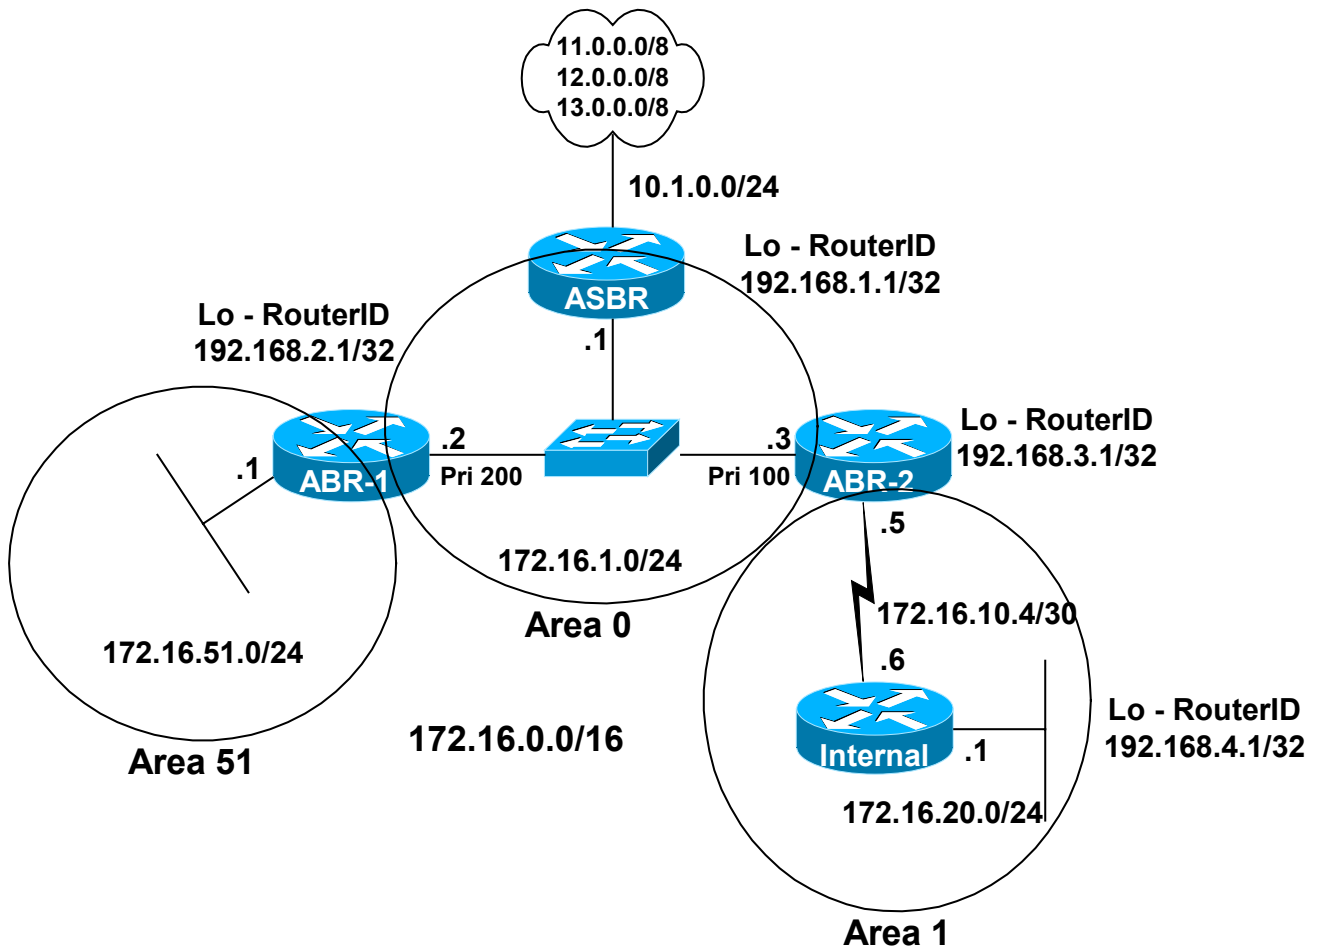 11.0.0.0/8
12.0.0.0/8
13.0.0.0/8
10.1.0.0/24
Lo - RouterID
192.168.1.1/32
ASBR
.1
Lo - RouterID
192.168.2.1/32
.1
ABR-1
.2
Pri 200
.3
Pri 100
ABR-2
Lo - RouterID
192.168.3.1/32
.5
172.16.1.0/24
Area 0
172.16.10.4/30
172.16.51.0/24
Area 51
.6
172.16.0.0/16
Internal
.1
Lo - RouterID
192.168.4.1/32
172.16.20.0/24
Area 1